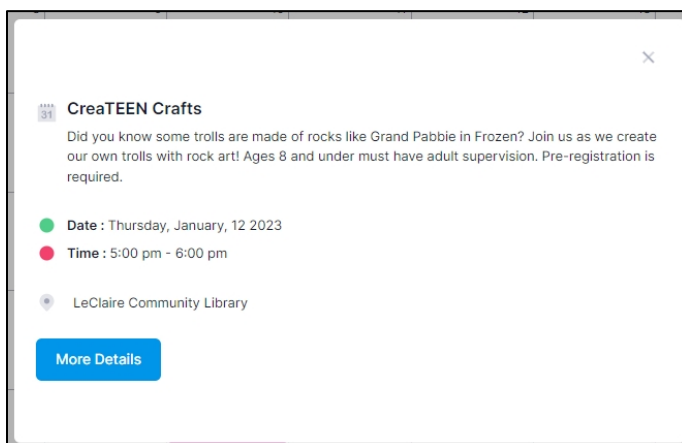 31
CreaTEEN Crafts
Did you know some trolls are made of rocks like Grand Pabbie in Frozen? Join us as we create
our own trolls with rock art! Ages 8 and under must have adult supervision. Pre-registration is
required.
Date : Thursday, January, 12 2023
Time : 5:00 pm - 6:00 pm
LeClaire Community Library
More Details